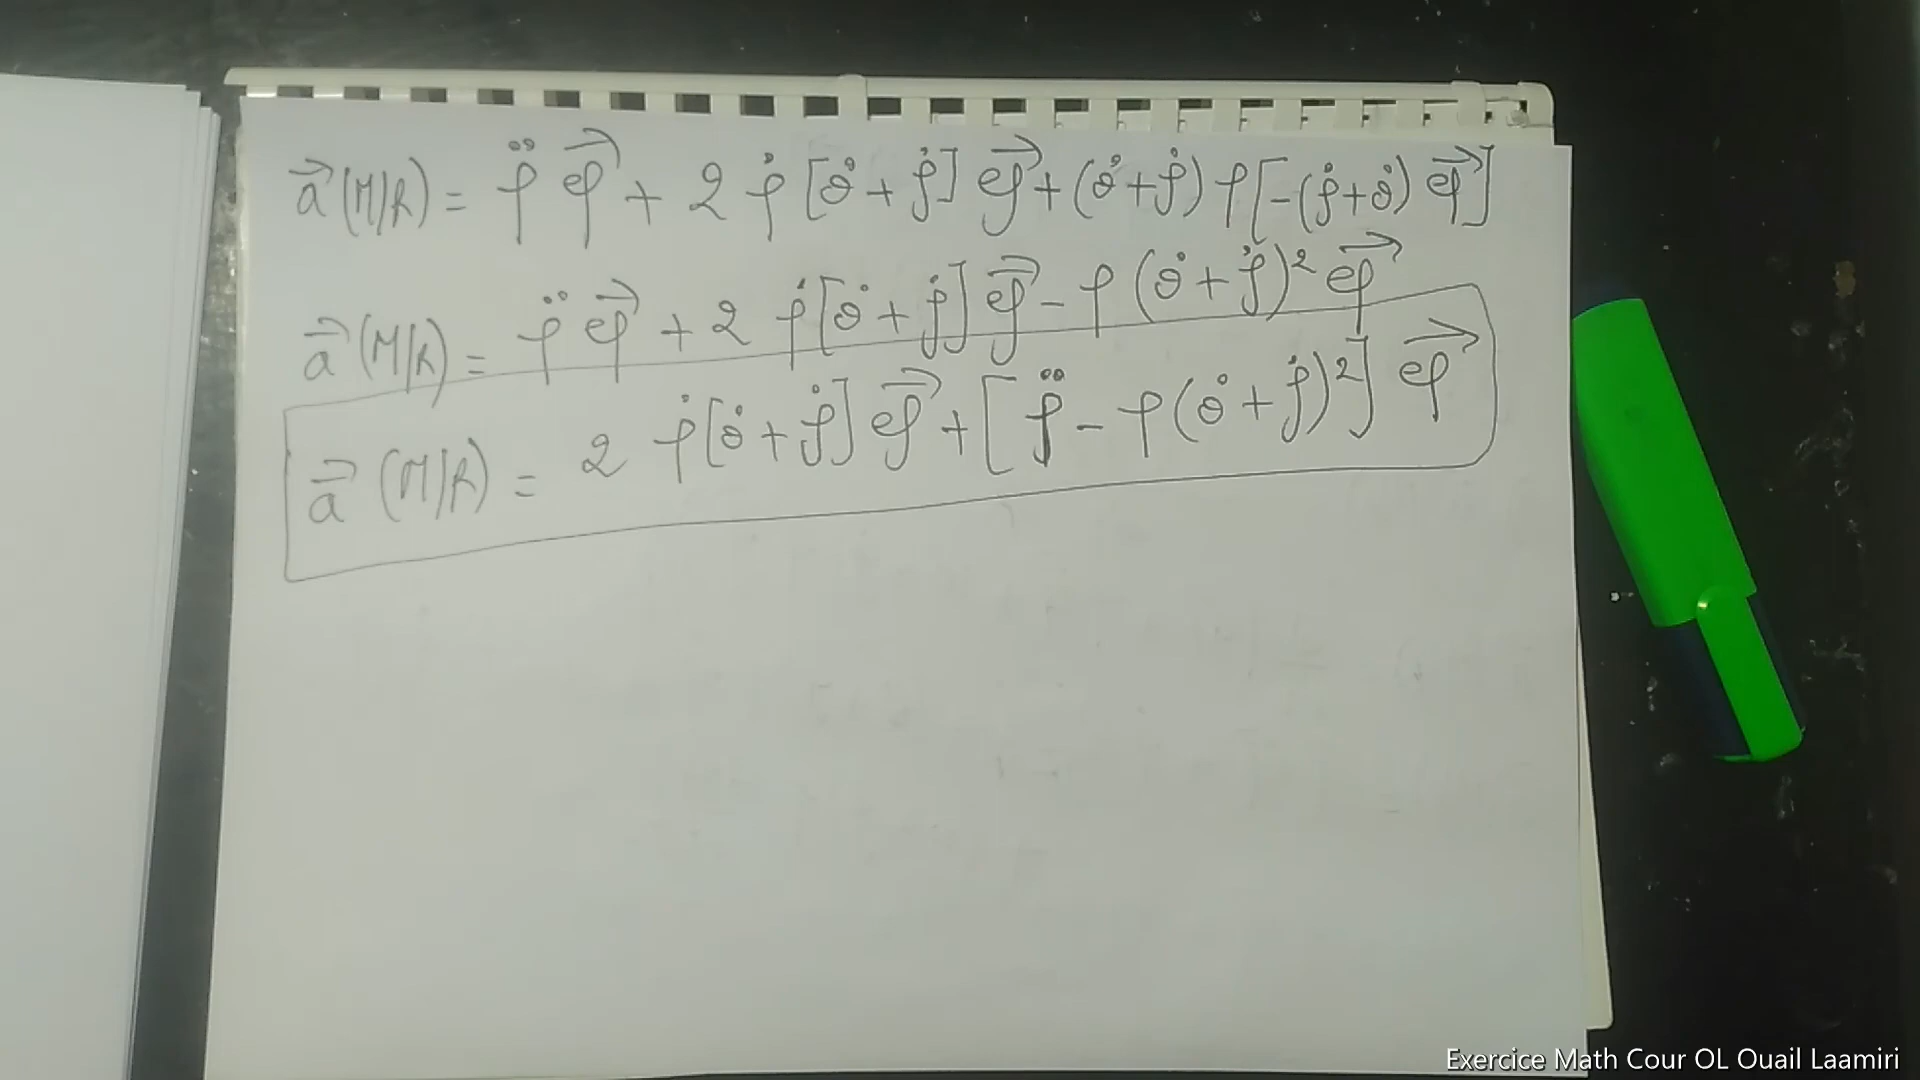 a⃗ (M/R) = ρ̈ e⃗ρ + 2 ρ̇ [θ̇ + φ̇] e⃗φ + (θ̇ + φ̇) ρ [-(φ̇ + θ̇) e⃗ρ]
a⃗ (M/R) = ρ̈ e⃗ρ + 2 ρ̇ [θ̇ + φ̇] e⃗φ - ρ (θ̇ + φ̇)² e⃗ρ
a⃗ (M/R) = 2 ρ̇ [θ̇ + φ̇] e⃗φ + [ρ̈ - ρ (θ̇ + φ̇)²] e⃗ρ
Exercice Math Cour OL Ouail Laamiri